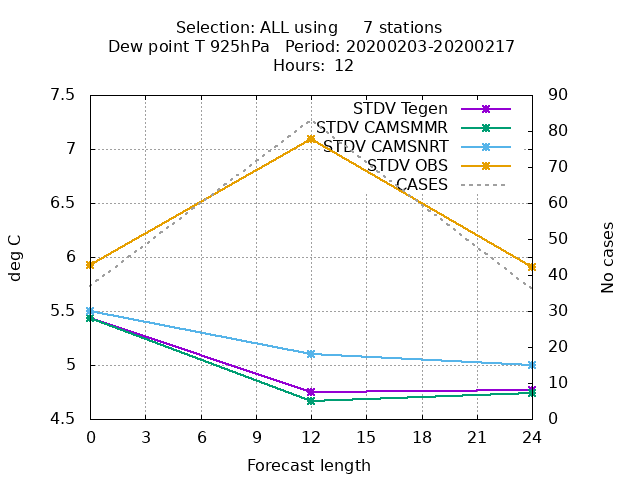 Selection: ALL using 7 stations
Dew point T 925hPa Period: 20200203-20200217
Hours: 12
7.5
7
6.5
6
5.5
5
4.5
deg C
STDV Tegen
STDV CAMSMMR
STDV CAMSNRT
STDV OBS
CASES
90
80
70
60
50
40
30
20
10
0
No cases
0 3 6 9 12 15 18 21 24
Forecast length